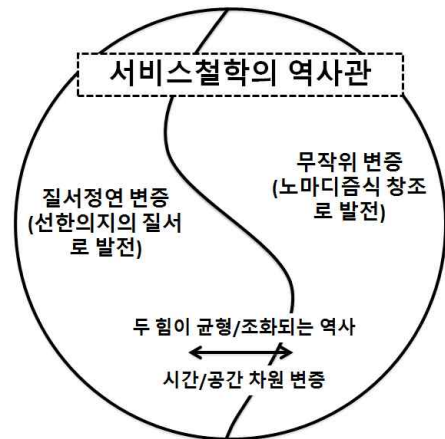 서비스철학의 역사관
질서정연 변증
(선한의지의 질서
로 발전)
무작위 변증
(노마디즘식 창조
로 발전)
두 힘이 균형/조화되는 역사
시간/공간 차원 변증